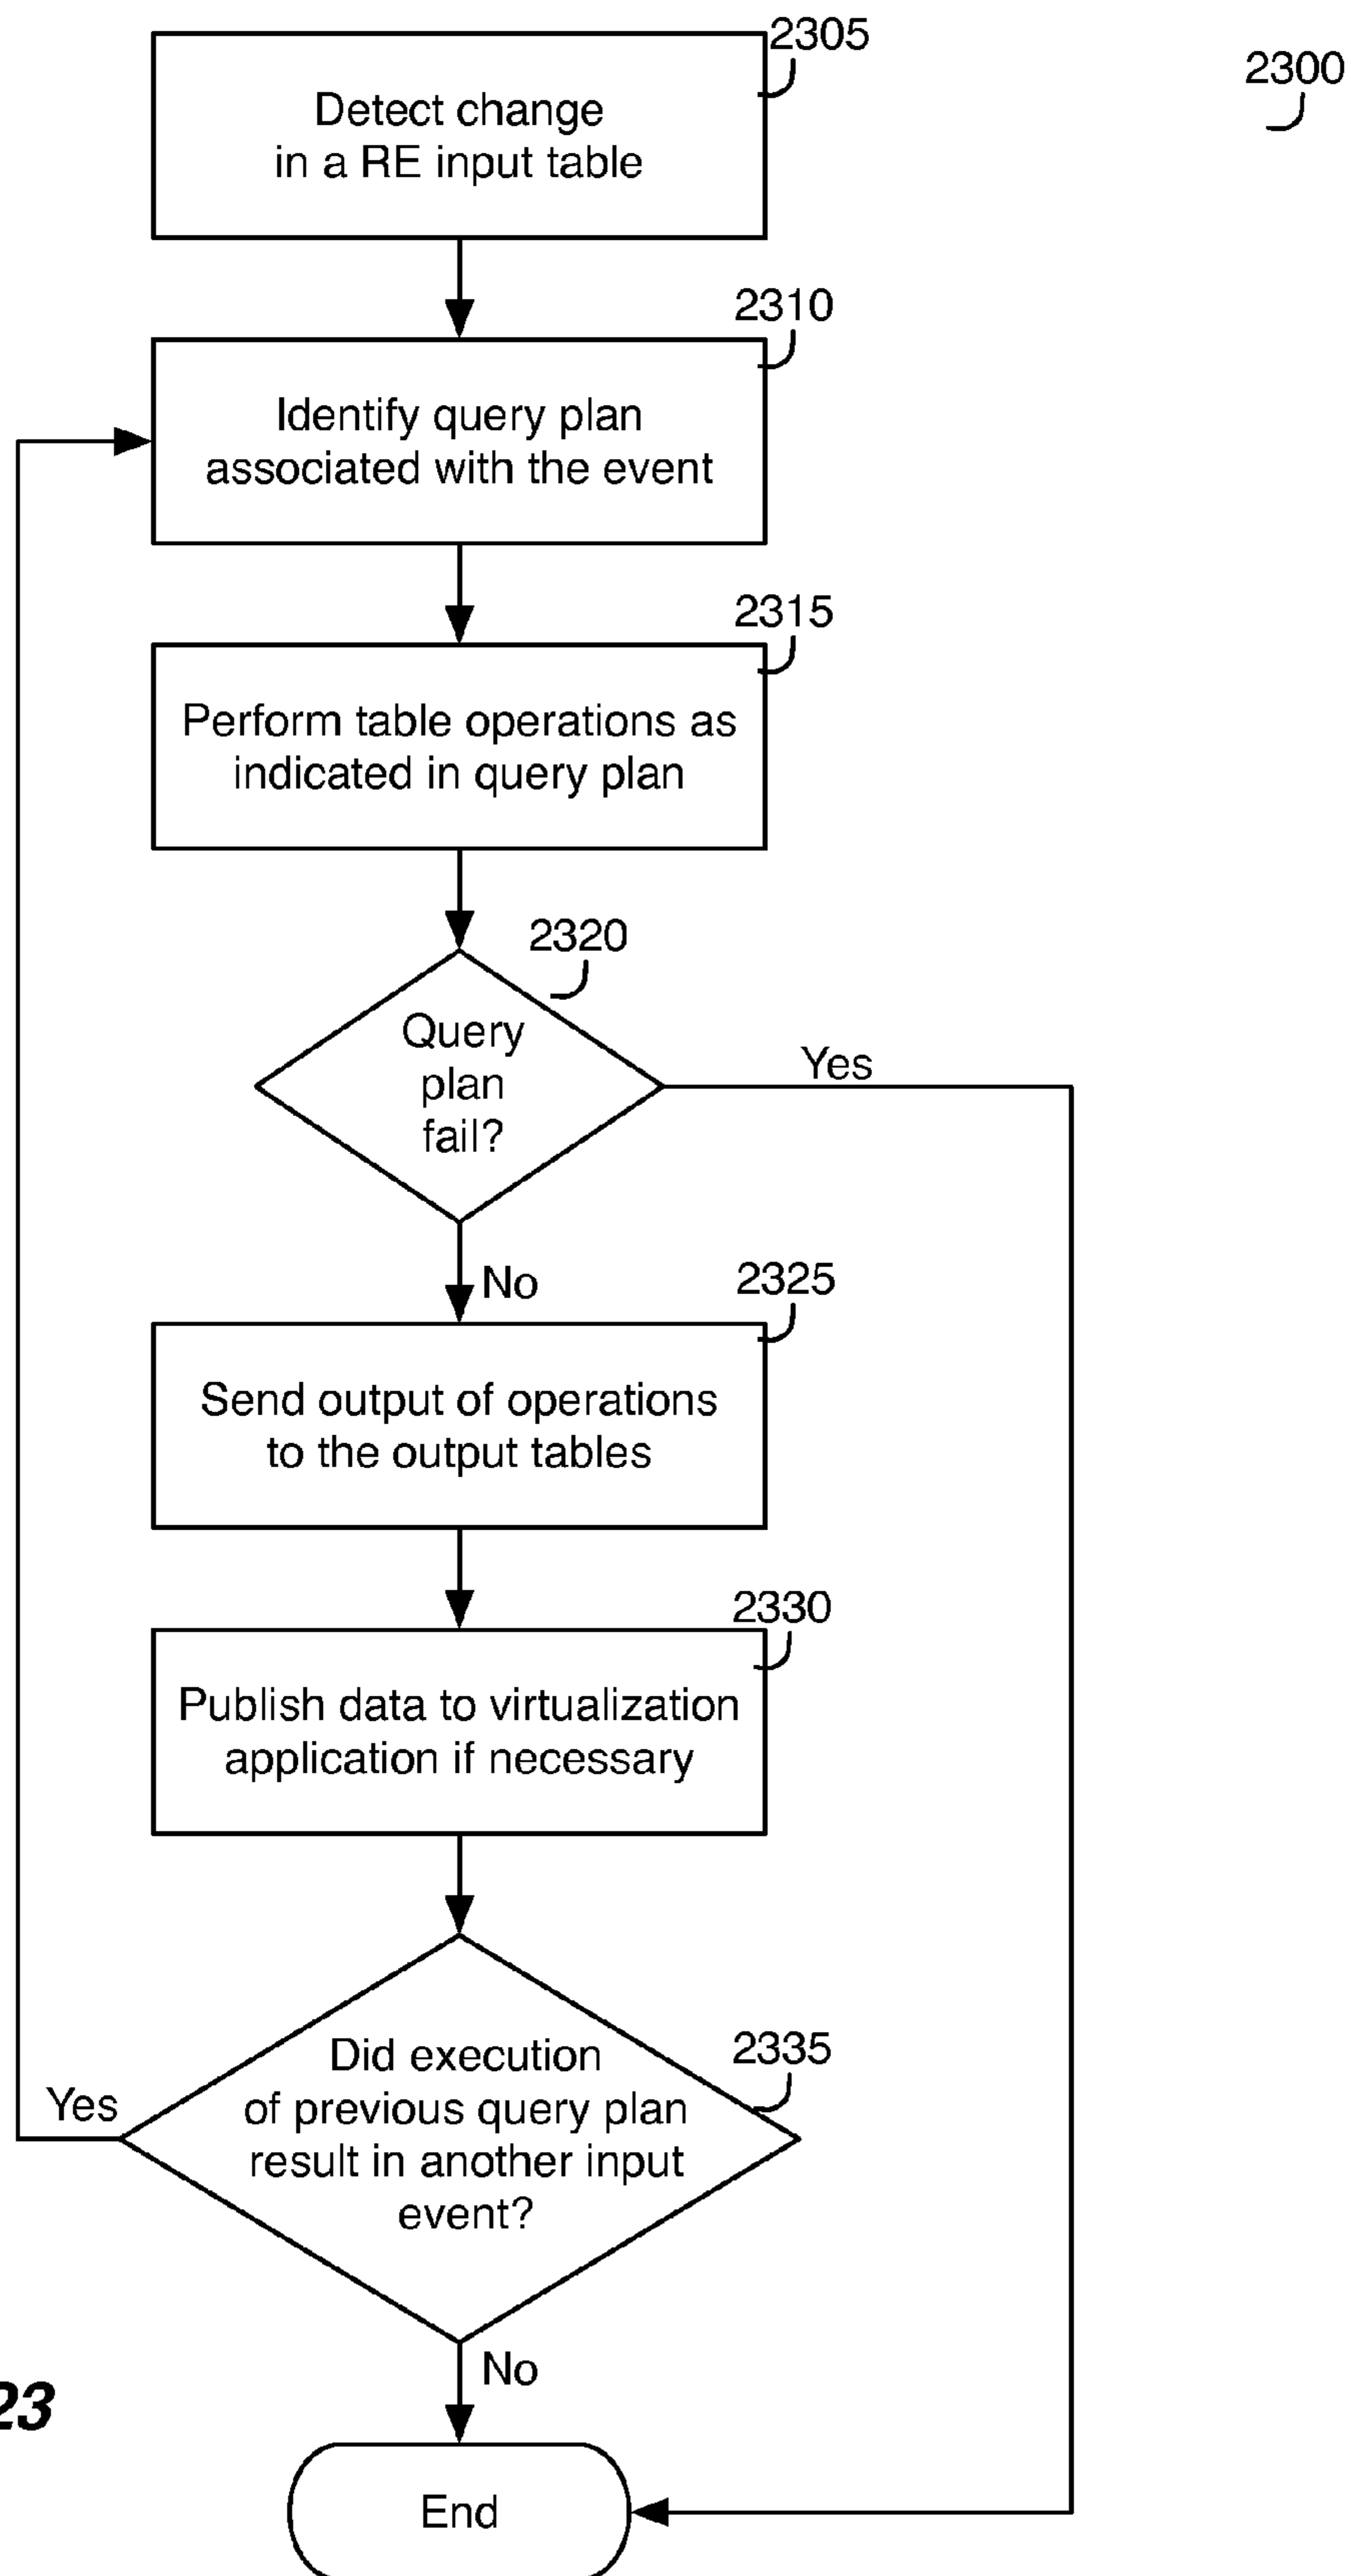 2305
2300
Detect change
in a RE input table
2310
Identify query plan
associated with the event
2315
Perform table operations as
indicated in query plan
2320
Query
plan
fail?
Yes
No
2325
Send output of operations
to the output tables
2330
Publish data to virtualization
application if necessary
2335
Did execution
of previous query plan
result in another input
event?
Yes
No
23
End